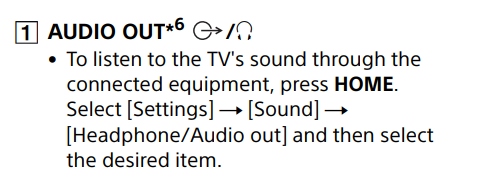 1 AUDIO OUT*6 /
• To listen to the TV's sound through the
connected equipment, press HOME.
Select [Settings] → [Sound] →
[Headphone/Audio out] and then select
the desired item.